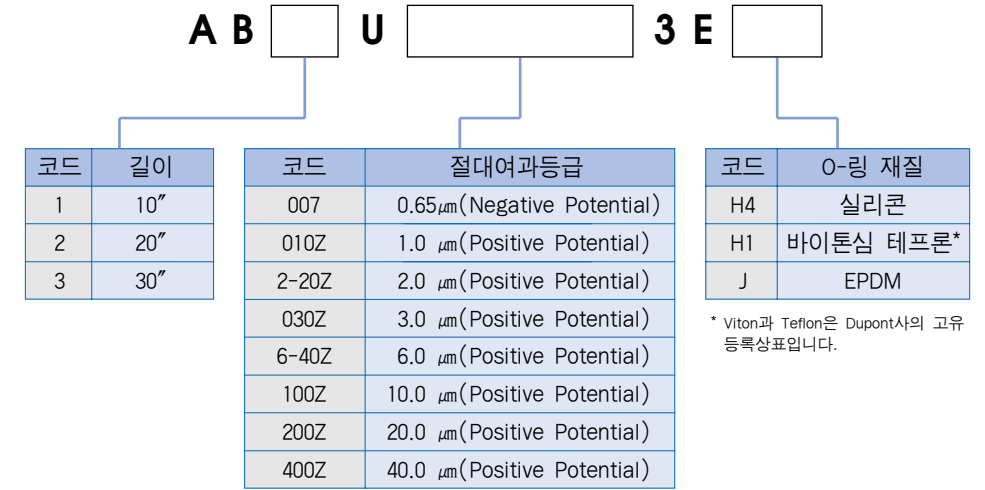 A B U 3 E
코드 길이
1 10″
2 20″
3 30″
코드 절대여과등급
007 0.65㎛(Negative Potential)
010Z 1.0 ㎛(Positive Potential)
2-20Z 2.0 ㎛(Positive Potential)
030Z 3.0 ㎛(Positive Potential)
6-40Z 6.0 ㎛(Positive Potential)
100Z 10.0 ㎛(Positive Potential)
200Z 20.0 ㎛(Positive Potential)
400Z 40.0 ㎛(Positive Potential)
코드 O-링 재질
H4 실리콘
H1 바이톤심 테프론*
J EPDM
* Viton과 Teflon은 Dupont사의 고유
등록상표입니다.